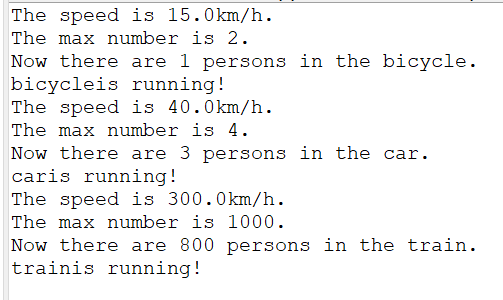 The speed is 15.0km/h.
The max number is 2.
Now there are 1 persons in the bicycle.
bicycleis running!
The speed is 40.0km/h.
The max number is 4.
Now there are 3 persons in the car.
caris running!
The speed is 300.0km/h.
The max number is 1000.
Now there are 800 persons in the train.
trainis running!